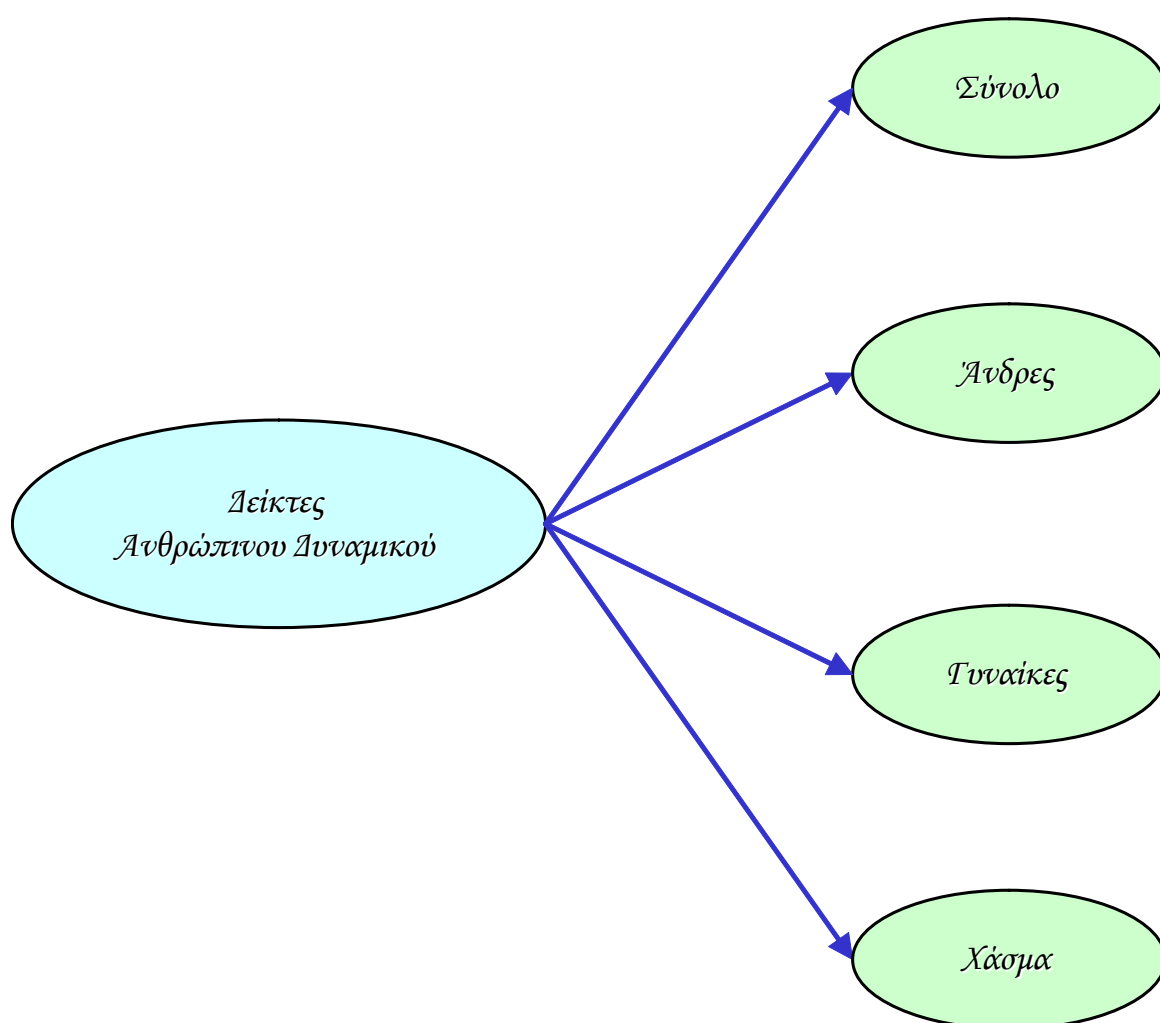 Σύνολο
Άνδρες
Δείκτες
Ανθρώπινου Δυναμικού
Γυναίκες
Χάσμα